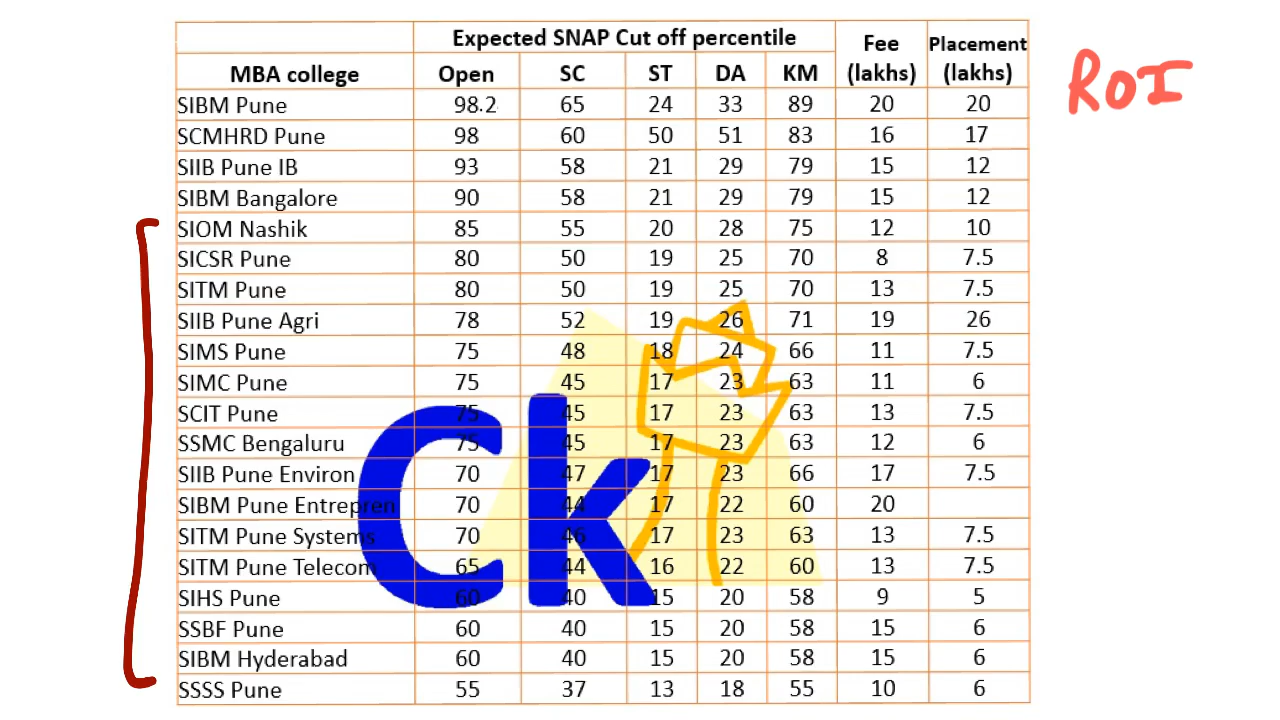 Expected SNAP Cut off percentile Fee (lakhs) Placement (lakhs)
MBA college Open SC ST DA KM
SIBM Pune 98.2 65 24 33 89 20 20
SCMHRD Pune 98 60 50 51 83 16 17
SIIB Pune IB 93 58 21 29 79 15 12
SIBM Bangalore 90 58 21 29 79 15 12
SIOM Nashik 85 55 20 28 75 12 10
SICSR Pune 80 50 19 25 70 8 7.5
SITM Pune 80 50 19 25 70 13 7.5
SIIB Pune Agri 78 52 19 26 71 19 26
SIMS Pune 75 48 18 24 66 11 7.5
SIMC Pune 75 45 17 23 63 11 6
SCIT Pune 75 45 17 23 63 13 7.5
SSMC Bengaluru 75 45 17 23 63 12 6
SIIB Pune Environ 70 47 17 23 66 17 7.5
SIBM Pune Entrepren 70 44 17 22 60 20
SITM Pune Systems 70 46 17 23 63 13 7.5
SITM Pune Telecom 65 44 16 22 60 13 7.5
SIHS Pune 60 40 15 20 58 9 5
SSBF Pune 60 40 15 20 58 15 6
SIBM Hyderabad 60 40 15 20 58 15 6
SSSS Pune 55 37 13 18 55 10 6
ROI
Ck